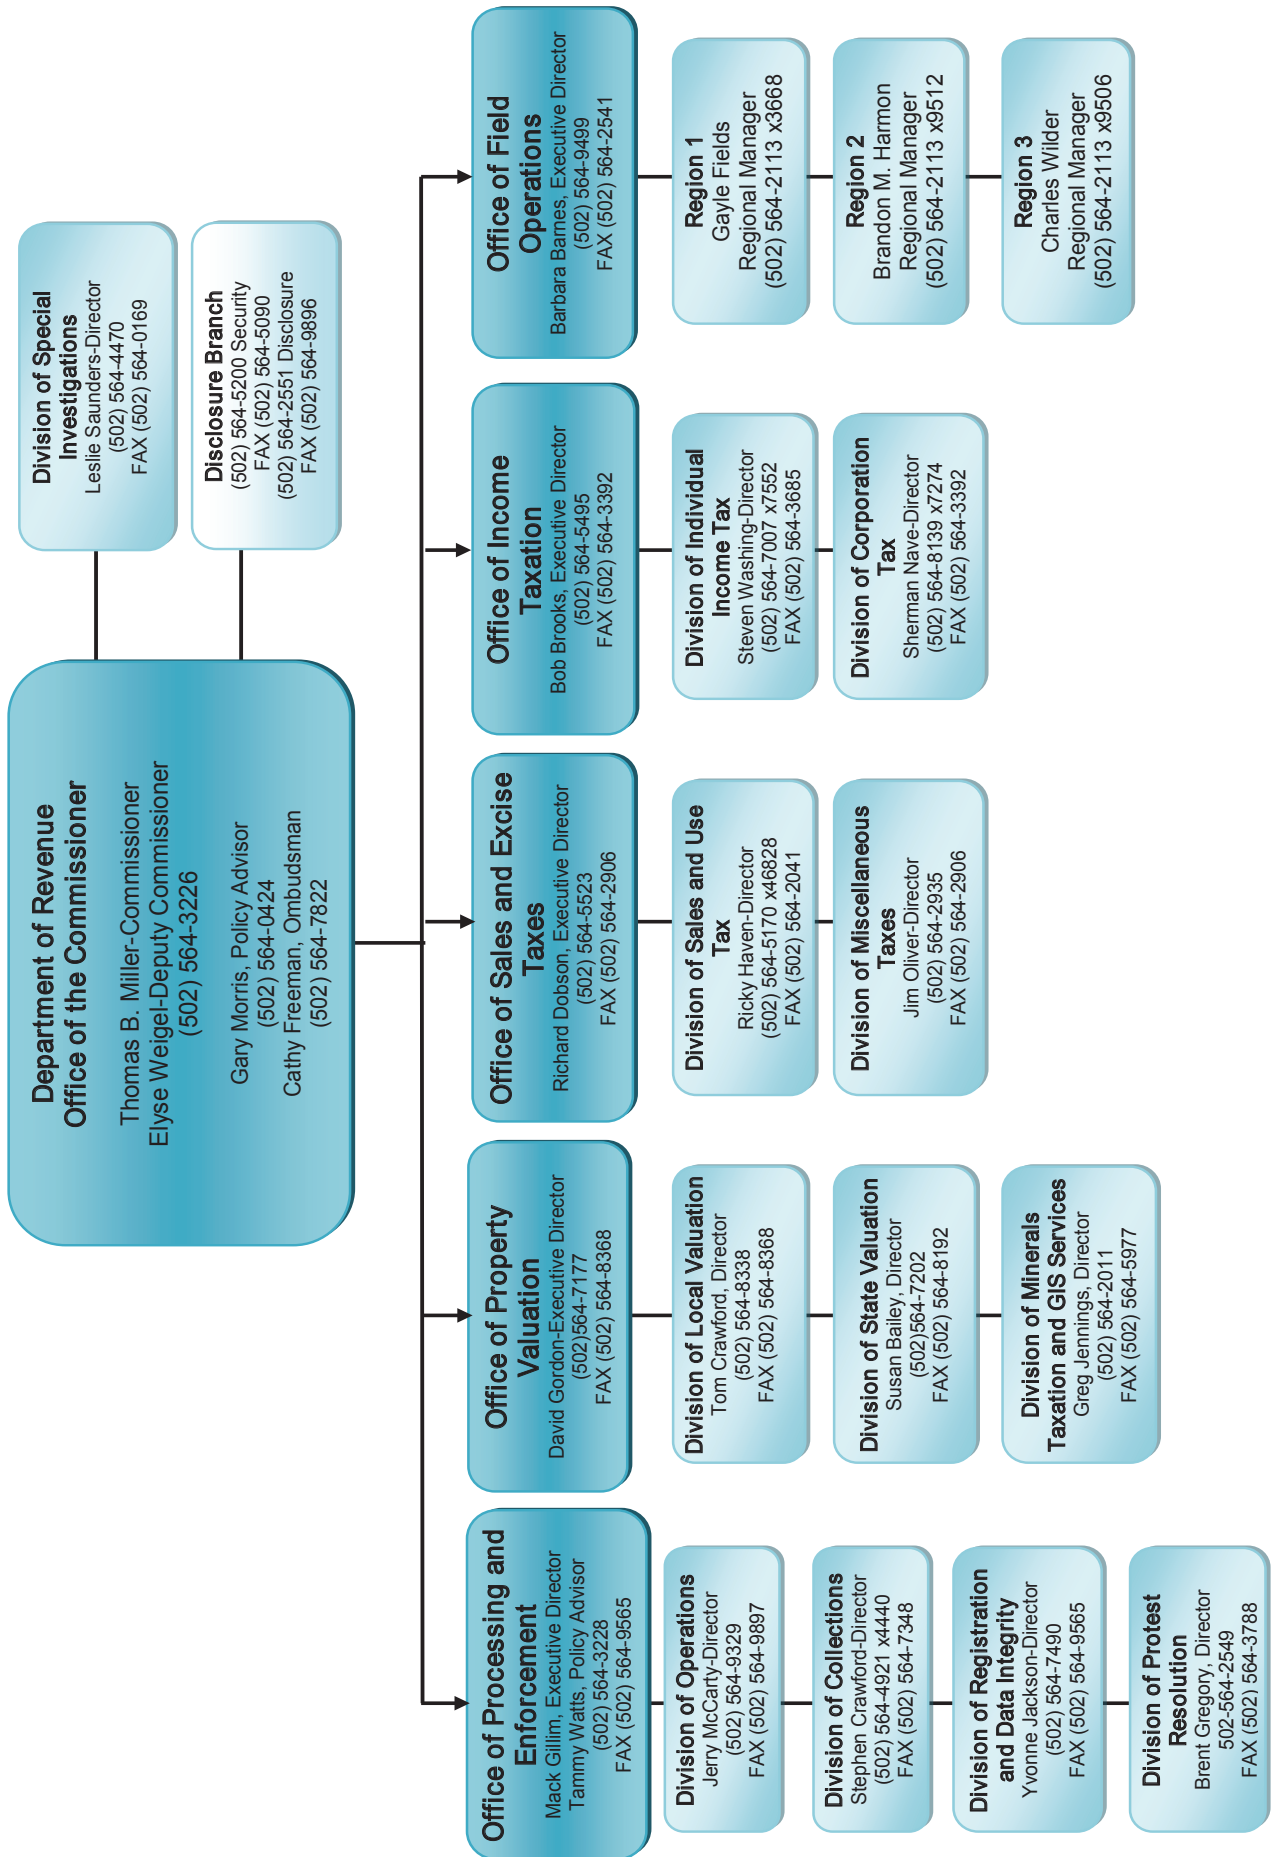 Department of Revenue
Office of the Commissioner
Thomas B. Miller-Commissioner
Elyse Weigel-Deputy Commissioner
(502) 564-3226
Gary Morris, Policy Advisor
(502) 564-0424
Cathy Freeman, Ombudsman
(502) 564-7822
Division of Special
Investigations
Leslie Saunders-Director
(502) 564-4470
FAX (502) 564-0169
Disclosure Branch
(502) 564-5200 Security
FAX (502) 564-5090
(502) 564-2551 Disclosure
FAX (502) 564-9896
Office of Processing and
Enforcement
Mack Gillim, Executive Director
Tammy Watts, Policy Advisor
(502) 564-3228
FAX (502) 564-9565
Division of Operations
Jerry McCarty-Director
(502) 564-9329
FAX (502) 564-9897
Division of Collections
Stephen Crawford-Director
(502) 564-4921 x4440
FAX (502) 564-7348
Division of Registration
and Data Integrity
Yvonne Jackson-Director
(502) 564-7490
FAX (502) 564-9565
Division of Protest
Resolution
Brent Gregory, Director
502-564-2549
FAX (502) 564-3788
Office of Property
Valuation
David Gordon-Executive Director
(502)564-7177
FAX (502) 564-8368
Division of Local Valuation
Tom Crawford, Director
(502) 564-8338
FAX (502) 564-8368
Division of State Valuation
Susan Bailey, Director
(502)564-7202
FAX (502) 564-8192
Division of Minerals
Taxation and GIS Services
Greg Jennings, Director
(502) 564-2011
FAX (502) 564-5977
Office of Sales and Excise
Taxes
Richard Dobson, Executive Director
(502) 564-5523
FAX (502) 564-2906
Division of Sales and Use
Tax
Ricky Haven-Director
(502) 564-5170 x46828
FAX (502) 564-2041
Division of Miscellaneous
Taxes
Jim Oliver-Director
(502) 564-2935
FAX (502) 564-2906
Office of Income
Taxation
Bob Brooks, Executive Director
(502) 564-5495
FAX (502) 564-3392
Division of Individual
Income Tax
Steven Washing-Director
(502) 564-7007 x7552
FAX (502) 564-3685
Division of Corporation
Tax
Sherman Nave-Director
(502) 564-8139 x7274
FAX (502) 564-3392
Office of Field
Operations
Barbara Barnes, Executive Director
(502) 564-9499
FAX (502) 564-2541
Region 1
Gayle Fields
Regional Manager
(502) 564-2113 x3668
Region 2
Brandon M. Harmon
Regional Manager
(502) 564-2113 x9512
Region 3
Charles Wilder
Regional Manager
(502) 564-2113 x9506